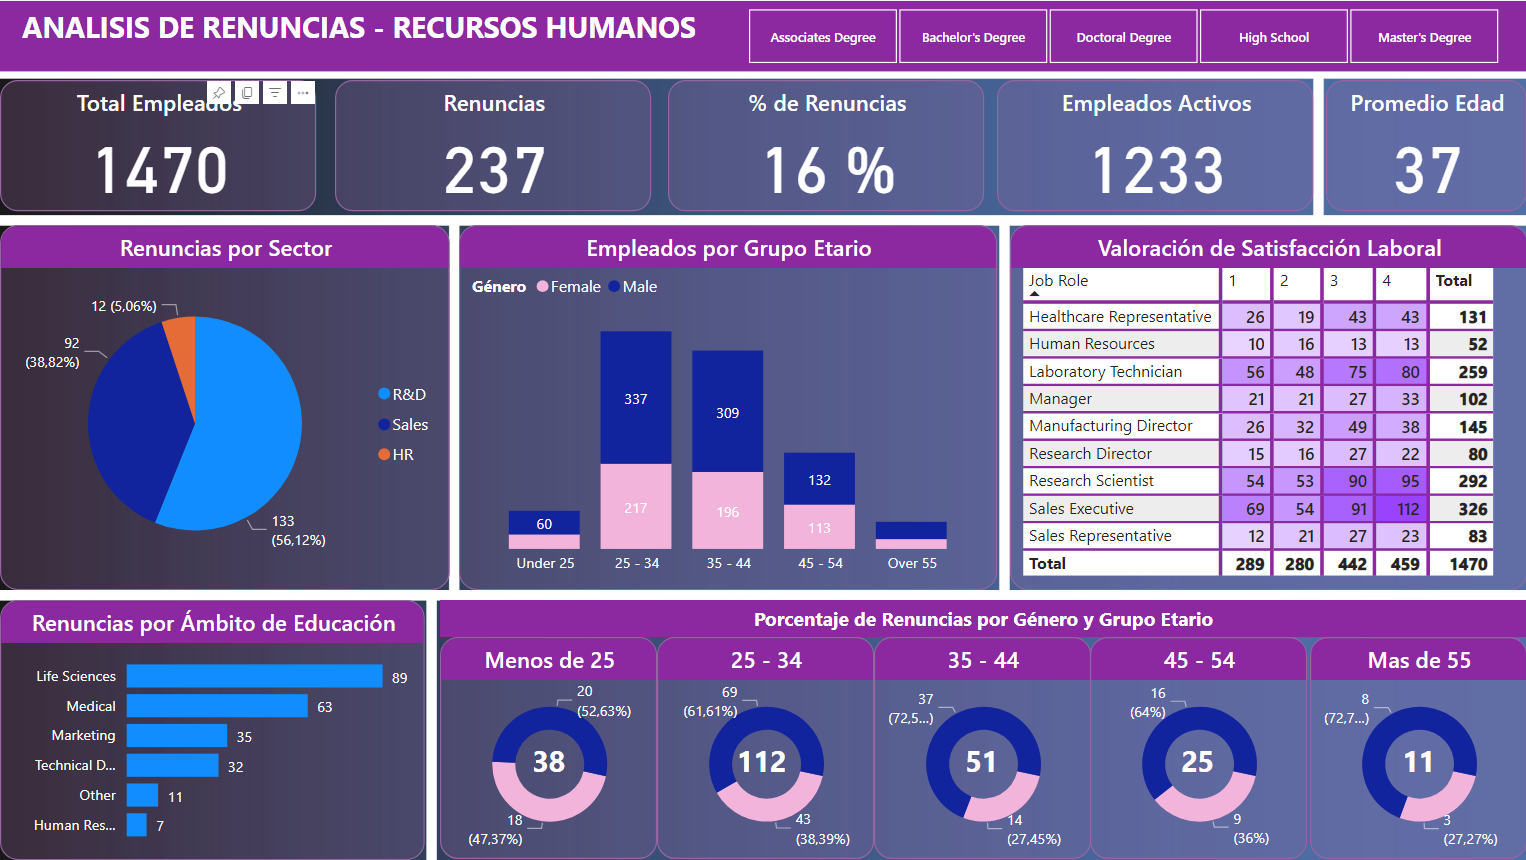 ANALISIS DE RENUNCIAS - RECURSOS HUMANOS
Associates Degree
Bachelor's Degree
Doctoral Degree
High School
Master's Degree
Total Empleados
1470
Renuncias
237
% de Renuncias
16 %
Empleados Activos
1233
Promedio Edad
37
Renuncias por Sector
12 (5,06%)
92
(38,82%)
133
(56,12%)
R&D
Sales
HR
Empleados por Grupo Etario
Género Female Male
60
337
217
309
196
132
113
Under 25
25 - 34
35 - 44
45 - 54
Over 55
Valoración de Satisfacción Laboral
Job Role 1 2 3 4 Total
Healthcare Representative 26 19 43 43 131
Human Resources 10 16 13 13 52
Laboratory Technician 56 48 75 80 259
Manager 21 21 27 33 102
Manufacturing Director 26 32 49 38 145
Research Director 15 16 27 22 80
Research Scientist 54 53 90 95 292
Sales Executive 69 54 91 112 326
Sales Representative 12 21 27 23 83
Total 289 280 442 459 1470
Renuncias por Ámbito de Educación
Life Sciences 89
Medical 63
Marketing 35
Technical D... 32
Other 11
Human Res... 7
Porcentaje de Renuncias por Género y Grupo Etario
Menos de 25
20
(52,63%)
38
18
(47,37%)
25 - 34
69
(61,61%)
112
43
(38,39%)
35 - 44
37
(72,5...)
51
14
(27,45%)
45 - 54
16
(64%)
25
9
(36%)
Mas de 55
8
(72,7...)
11
3
(27,27%)